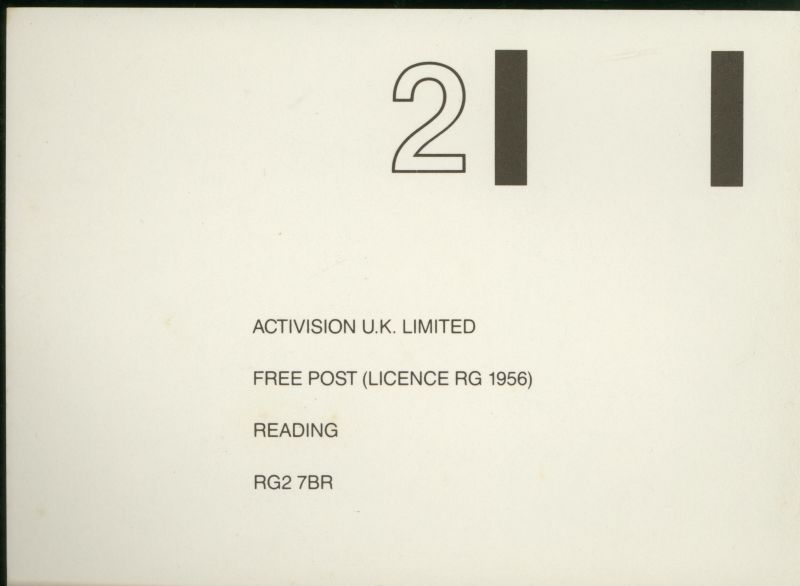 2
ACTIVISION U.K. LIMITED
FREE POST (LICENCE RG 1956)
READING
RG2 7BR